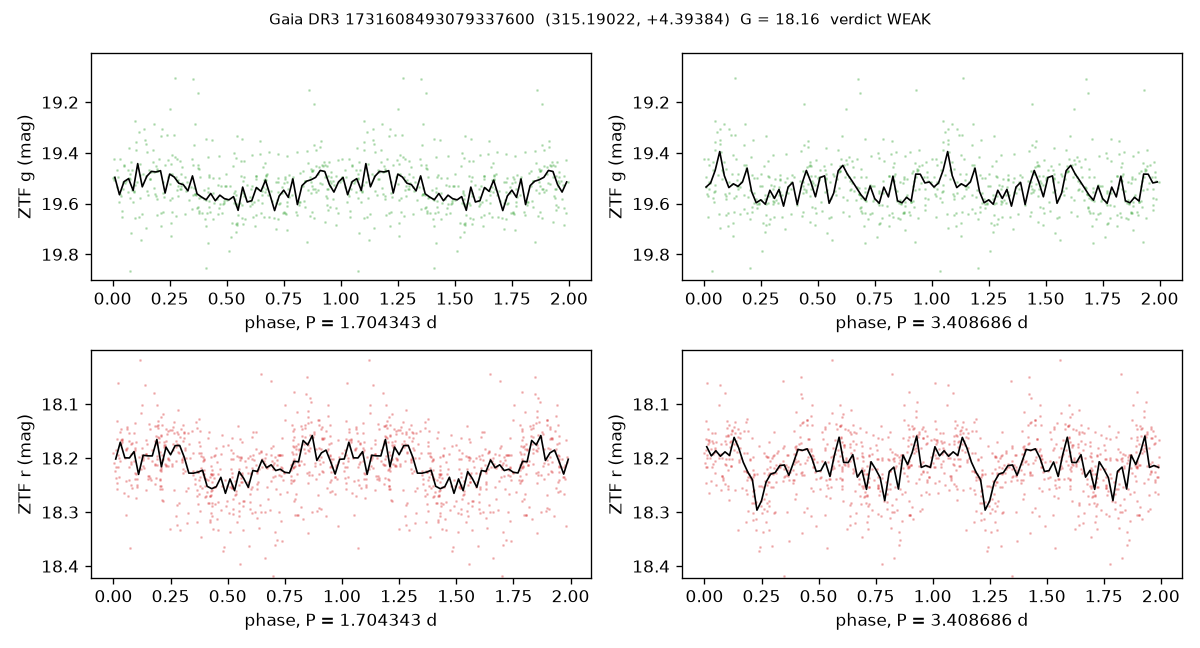 Gaia DR3 1731608493079337600 (315.19022, +4.39384) G = 18.16 verdict WEAK
ZTF g (mag)
19.2
19.4
19.6
19.8
0.00 0.25 0.50 0.75 1.00 1.25 1.50 1.75 2.00
phase, P = 1.704343 d
ZTF g (mag)
19.2
19.4
19.6
19.8
0.00 0.25 0.50 0.75 1.00 1.25 1.50 1.75 2.00
phase, P = 3.408686 d
ZTF r (mag)
18.1
18.2
18.3
18.4
0.00 0.25 0.50 0.75 1.00 1.25 1.50 1.75 2.00
phase, P = 1.704343 d
ZTF r (mag)
18.1
18.2
18.3
18.4
0.00 0.25 0.50 0.75 1.00 1.25 1.50 1.75 2.00
phase, P = 3.408686 d